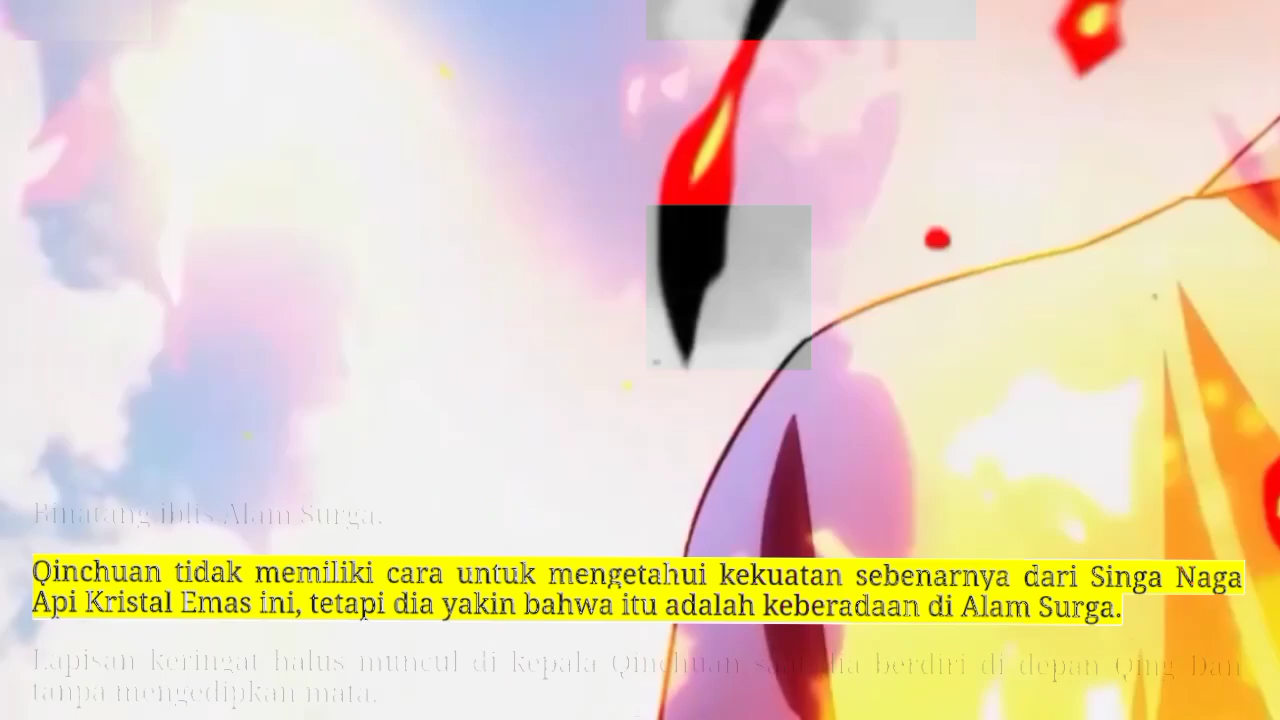 Binatang iblis Alam Surga.
Qinchuan tidak memiliki cara untuk mengetahui kekuatan sebenarnya dari Singa Naga
Api Kristal Emas ini, tetapi dia yakin bahwa itu adalah keberadaan di Alam Surga.
Lapisan keringat halus muncul di kepala Qinchuan saat dia berdiri di depan Qing Dan
tanpa mengedipkan mata.